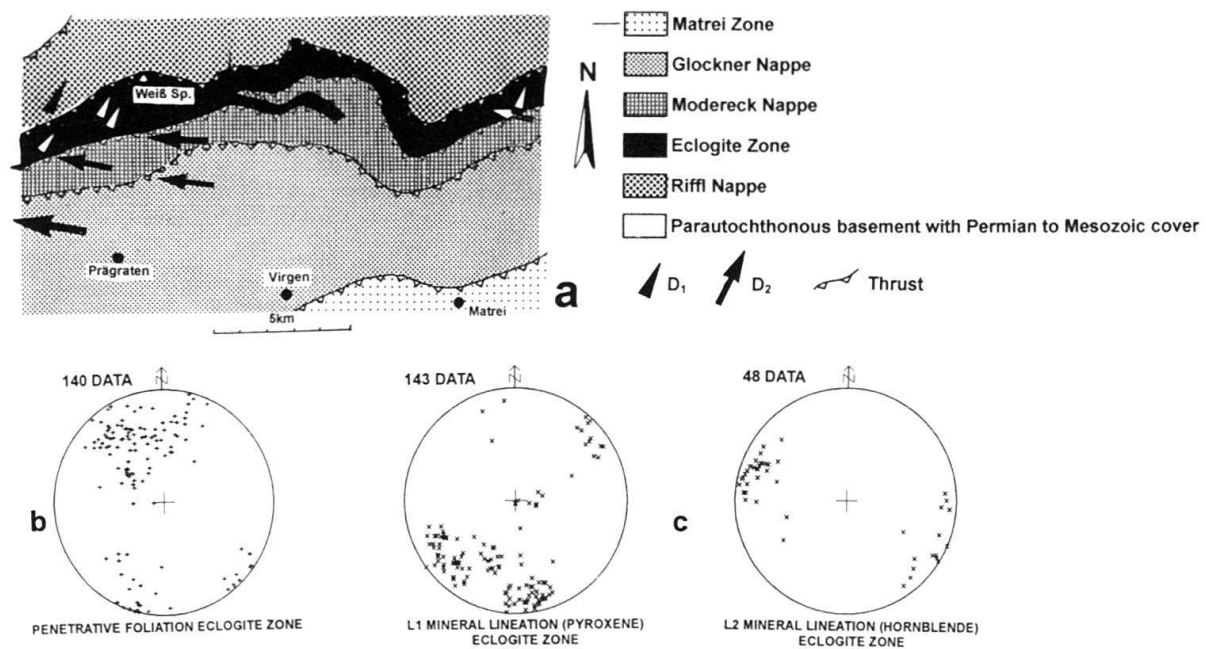 Weiß Sp.
Prägraten
Virgen
Matrei
5km
a
N
Matrei Zone
Glockner Nappe
Modereck Nappe
Eclogite Zone
Riffl Nappe
Parautochthonous basement with Permian to Mesozoic cover
D1
D2
Thrust
140 DATA
N
b
PENETRATIVE FOLIATION ECLOGITE ZONE
143 DATA
N
L1 MINERAL LINEATION (PYROXENE)
ECLOGITE ZONE
48 DATA
N
c
L2 MINERAL LINEATION (HORNBLENDE)
ECLOGITE ZONE